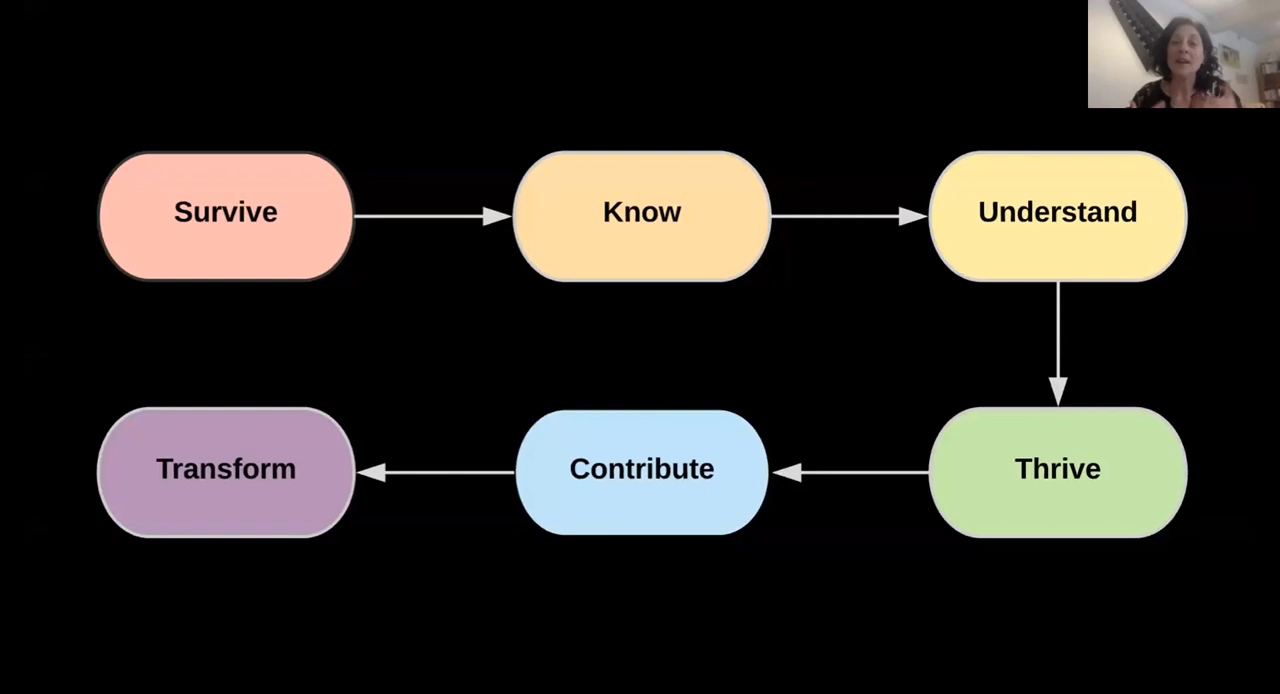 Survive
Know
Understand
Thrive
Contribute
Transform